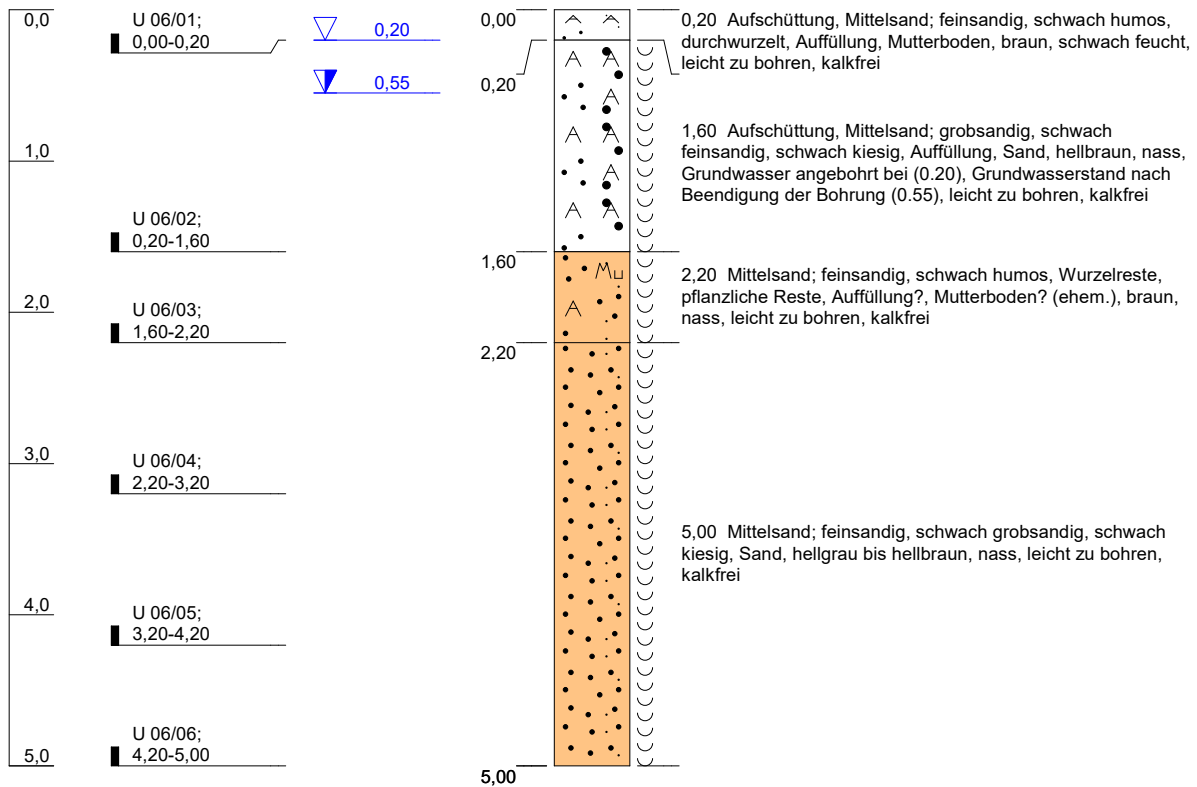 0,0
1,0
2,0
3,0
4,0
5,0
U 06/01;
0,00-0,20
U 06/02;
0,20-1,60
U 06/03;
1,60-2,20
U 06/04;
2,20-3,20
U 06/05;
3,20-4,20
U 06/06;
4,20-5,00
0,20
0,55
0,00
0,20
1,60
2,20
5,00
A A
A A
A
A A
A
A A
Mu
A
0,20 Aufschüttung, Mittelsand; feinsandig, schwach humos,
durchwurzelt, Auffüllung, Mutterboden, braun, schwach feucht,
leicht zu bohren, kalkfrei
1,60 Aufschüttung, Mittelsand; grobsandig, schwach
feinsandig, schwach kiesig, Auffüllung, Sand, hellbraun, nass,
Grundwasser angebohrt bei (0.20), Grundwasserstand nach
Beendigung der Bohrung (0.55), leicht zu bohren, kalkfrei
2,20 Mittelsand; feinsandig, schwach humos, Wurzelreste,
pflanzliche Reste, Auffüllung?, Mutterboden? (ehem.), braun,
nass, leicht zu bohren, kalkfrei
5,00 Mittelsand; feinsandig, schwach grobsandig, schwach
kiesig, Sand, hellgrau bis hellbraun, nass, leicht zu bohren,
kalkfrei